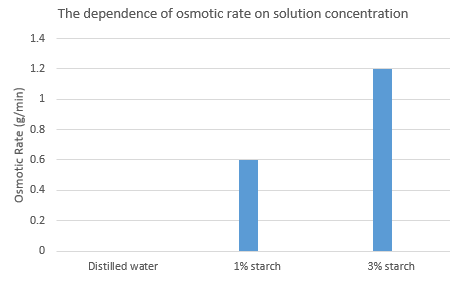 The dependence of osmotic rate on solution concentration
Osmotic Rate (g/min)
1.4
1.2
1
0.8
0.6
0.4
0.2
0
Distilled water
1% starch
3% starch